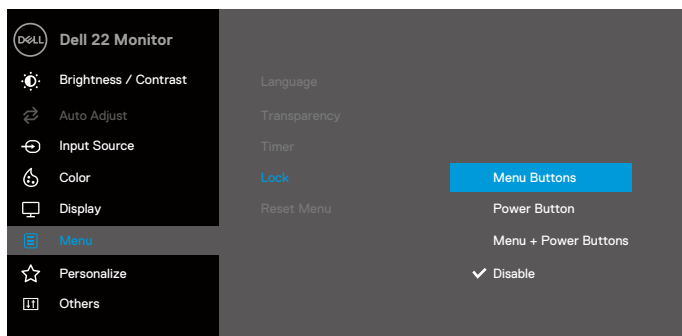 DELL Dell 22 Monitor
Brightness / Contrast
Auto Adjust
Input Source
Color
Display
Menu
Personalize
Others
Language
Transparency
Timer
Lock
Reset Menu
Menu Buttons
Power Button
Menu + Power Buttons
Disable